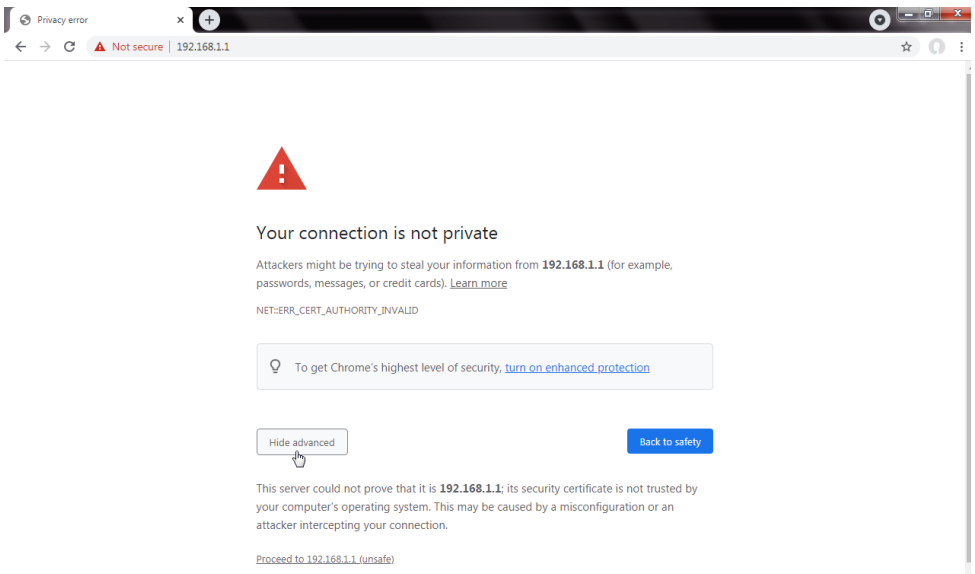 Privacy error
Not secure 192.168.1.1
Your connection is not private
Attackers might be trying to steal your information from 192.168.1.1 (for example,
passwords, messages, or credit cards). Learn more
NET::ERR_CERT_AUTHORITY_INVALID
To get Chrome's highest level of security, turn on enhanced protection
Hide advanced
Back to safety
This server could not prove that it is 192.168.1.1; its security certificate is not trusted by
your computer's operating system. This may be caused by a misconfiguration or an
attacker intercepting your connection.
Proceed to 192.168.1.1 (unsafe)